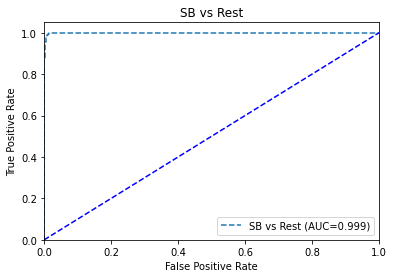 SB vs Rest
True Positive Rate
1.0
0.8
0.6
0.4
0.2
0.0
SB vs Rest (AUC=0.999)
0.0 0.2 0.4 0.6 0.8 1.0
False Positive Rate